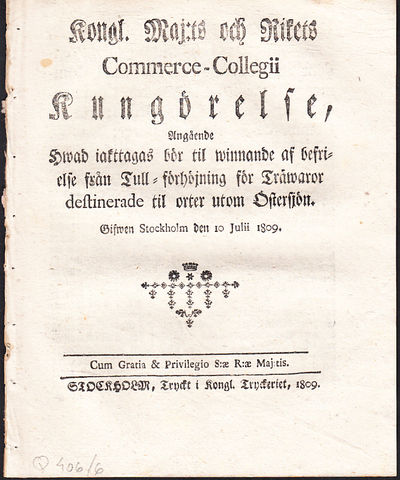 Kongl. Maj:ts och Rikets
Commerce-Collegii
Kungörelse,
Angående
Hwad iakttagas bör til winnande af befri-
else från Tull-förhöjning för Träwaror
destinerade til orter utom Östersjön.
Gifwen Stockholm den 10 Julii 1809.
Cum Gratia & Privilegio S:æ R:æ Maj:tis.
STOCKHOLM, Tryckt i Kongl. Tryckeriet, 1809.
Q 406/6